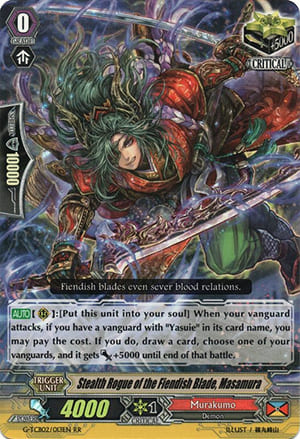 0
+5000
CRITICAL
10000
Fiendish blades even sever blood relations.
AUTO [ ]:[Put this unit into your soul] When your vanguard
attacks, if you have a vanguard with "Yasuie" in its card name, you
may pay the cost. If you do, draw a card, choose one of your
vanguards, and it gets +5000 until end of that battle.
TRIGGER
UNIT
Stealth Rogue of the Fiendish Blade, Masamura
4000
1
CRITICAL
Murakumo
Demon
G-TCB02/013EN RR